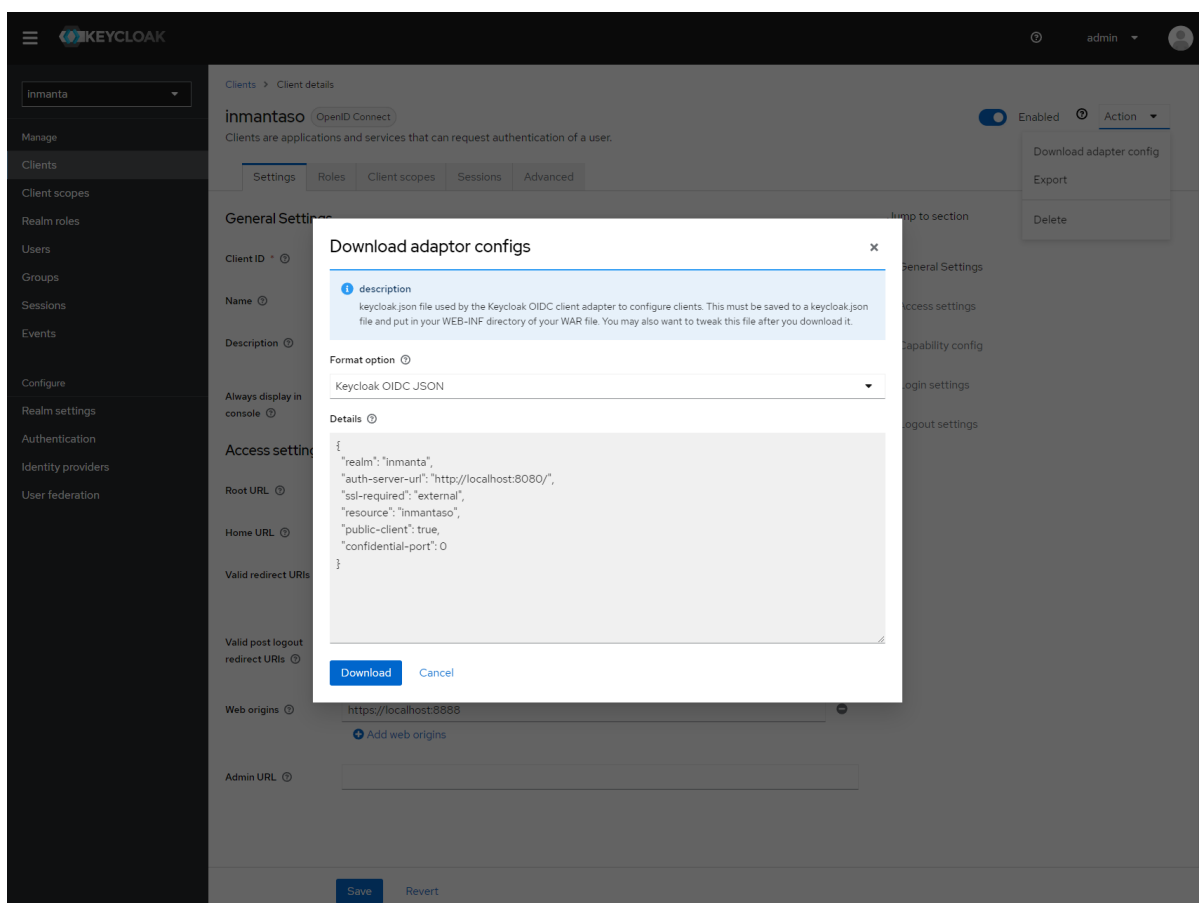 KEYCLOAK
admin
inmanta
Manage
Clients
Client scopes
Realm roles
Users
Groups
Sessions
Events
Configure
Realm settings
Authentication
Identity providers
User federation
Clients > Client details
inmantaso OpenID Connect
Enabled Action
Clients are applications and services that can request authentication of a user.
Download adapter config
Export
Delete
Settings Roles Client scopes Sessions Advanced
General
Jump to section
General Settings
Access settings
Capability config
Login settings
Logout settings
Client ID *
Name
Description
Always display in
console
Access
Root URL
Home URL
Valid redirect URIs
Valid post logout
redirect URIs
Web origins
https://localhost:8888
Add web origins
Admin URL
Save Revert
Download adaptor configs
description
keycloak.json file used by the Keycloak OIDC client adapter to configure clients. This must be saved to a keycloak.json
file and put in your WEB-INF directory of your WAR file. You may also want to tweak this file after you download it.
Format option
Keycloak OIDC JSON
Details
{
"realm": "inmanta",
"auth-server-url": "http://localhost:8080/",
"ssl-required": "external",
"resource": "inmantaso",
"public-client": true,
"confidential-port": 0
}
Download Cancel